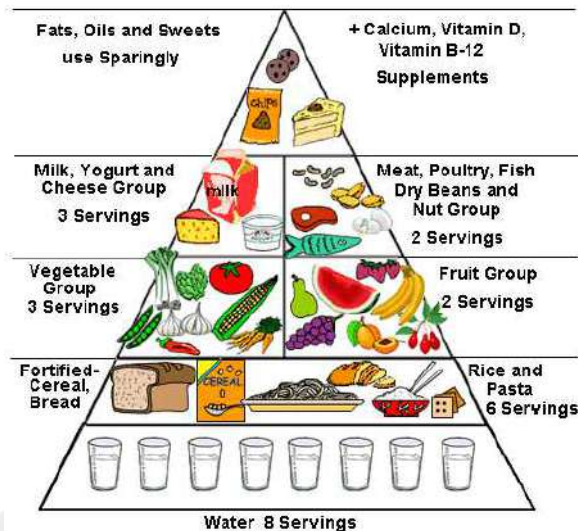 Fats, Oils and Sweets
use Sparingly
+ Calcium, Vitamin D,
Vitamin B-12
Supplements
chips
Milk, Yogurt and
Cheese Group
3 Servings
milk
Meat, Poultry, Fish
Dry Beans and
Nut Group
2 Servings
Vegetable
Group
3 Servings
Fruit Group
2 Servings
Fortified-
Cereal,
Bread
CEREAL
Rice and
Pasta
6 Servings
Water 8 Servings